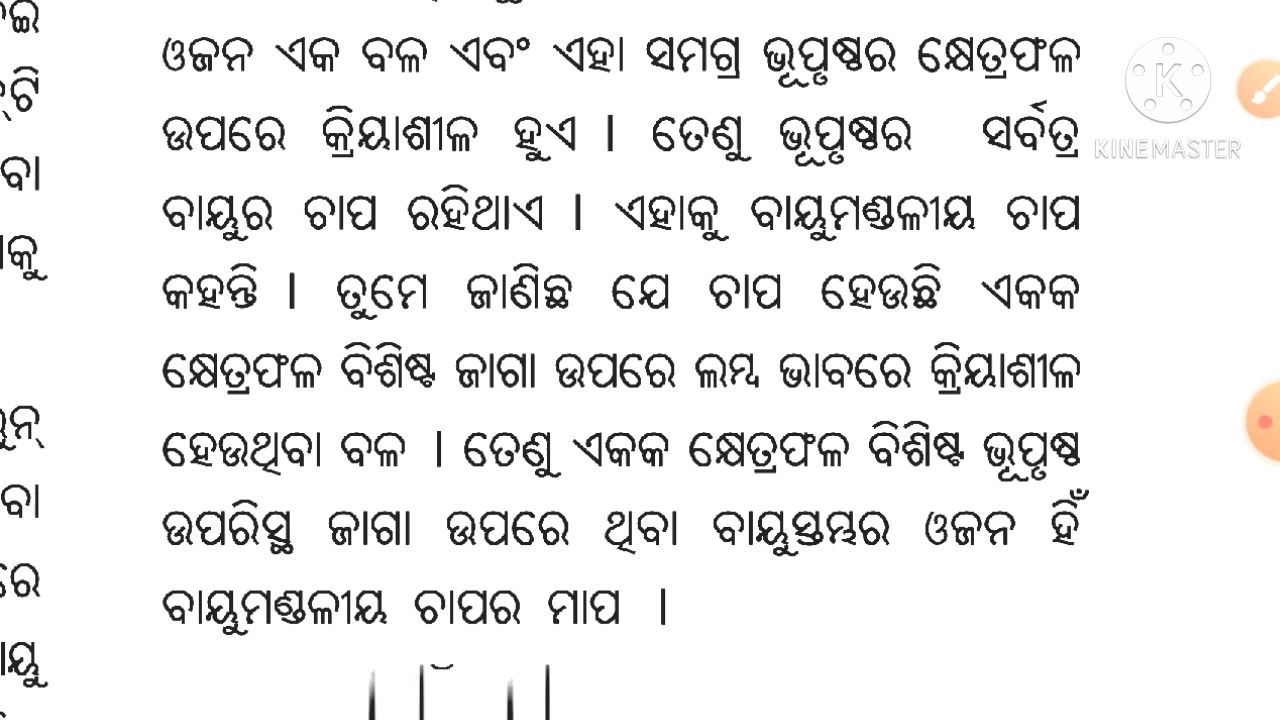 ଓଜନ ଏକ ବଳ ଏବଂ ଏହା ସମଗ୍ର ଭୂପୃଷ୍ଠର କ୍ଷେତ୍ରଫଳ
ଉପରେ କ୍ରିୟାଶୀଳ ହୁଏ । ତେଣୁ ଭୂପୃଷ୍ଠର ସର୍ବତ୍ର
ବାୟୁର ଚାପ ରହିଥାଏ । ଏହାକୁ ବାୟୁମଣ୍ଡଳୀୟ ଚାପ
କହନ୍ତି । ତୁମେ ଜାଣିଛ ଯେ ଚାପ ହେଉଛି ଏକକ
କ୍ଷେତ୍ରଫଳ ବିଶିଷ୍ଟ ଜାଗା ଉପରେ ଲମ୍ବ ଭାବରେ କ୍ରିୟାଶୀଳ
ହେଉଥିବା ବଳ । ତେଣୁ ଏକକ କ୍ଷେତ୍ରଫଳ ବିଶିଷ୍ଟ ଭୂପୃଷ୍ଠ
ଉପରିସ୍ଥ ଜାଗା ଉପରେ ଥିବା ବାୟୁସ୍ତମ୍ଭର ଓଜନ ହିଁ
ବାୟୁମଣ୍ଡଳୀୟ ଚାପର ମାପ ।
KINEMASTER